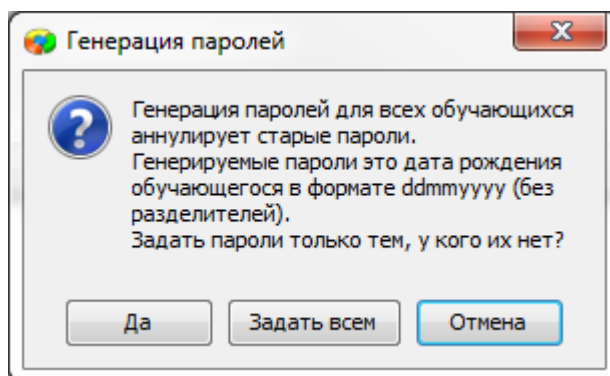 Генерация паролей
Генерация паролей для всех обучающихся
аннулирует старые пароли.
Генерируемые пароли это дата рождения
обучающегося в формате ddmmyyyy (без
разделителей).
Задать пароли только тем, у кого их нет?
Да
Задать всем
Отмена